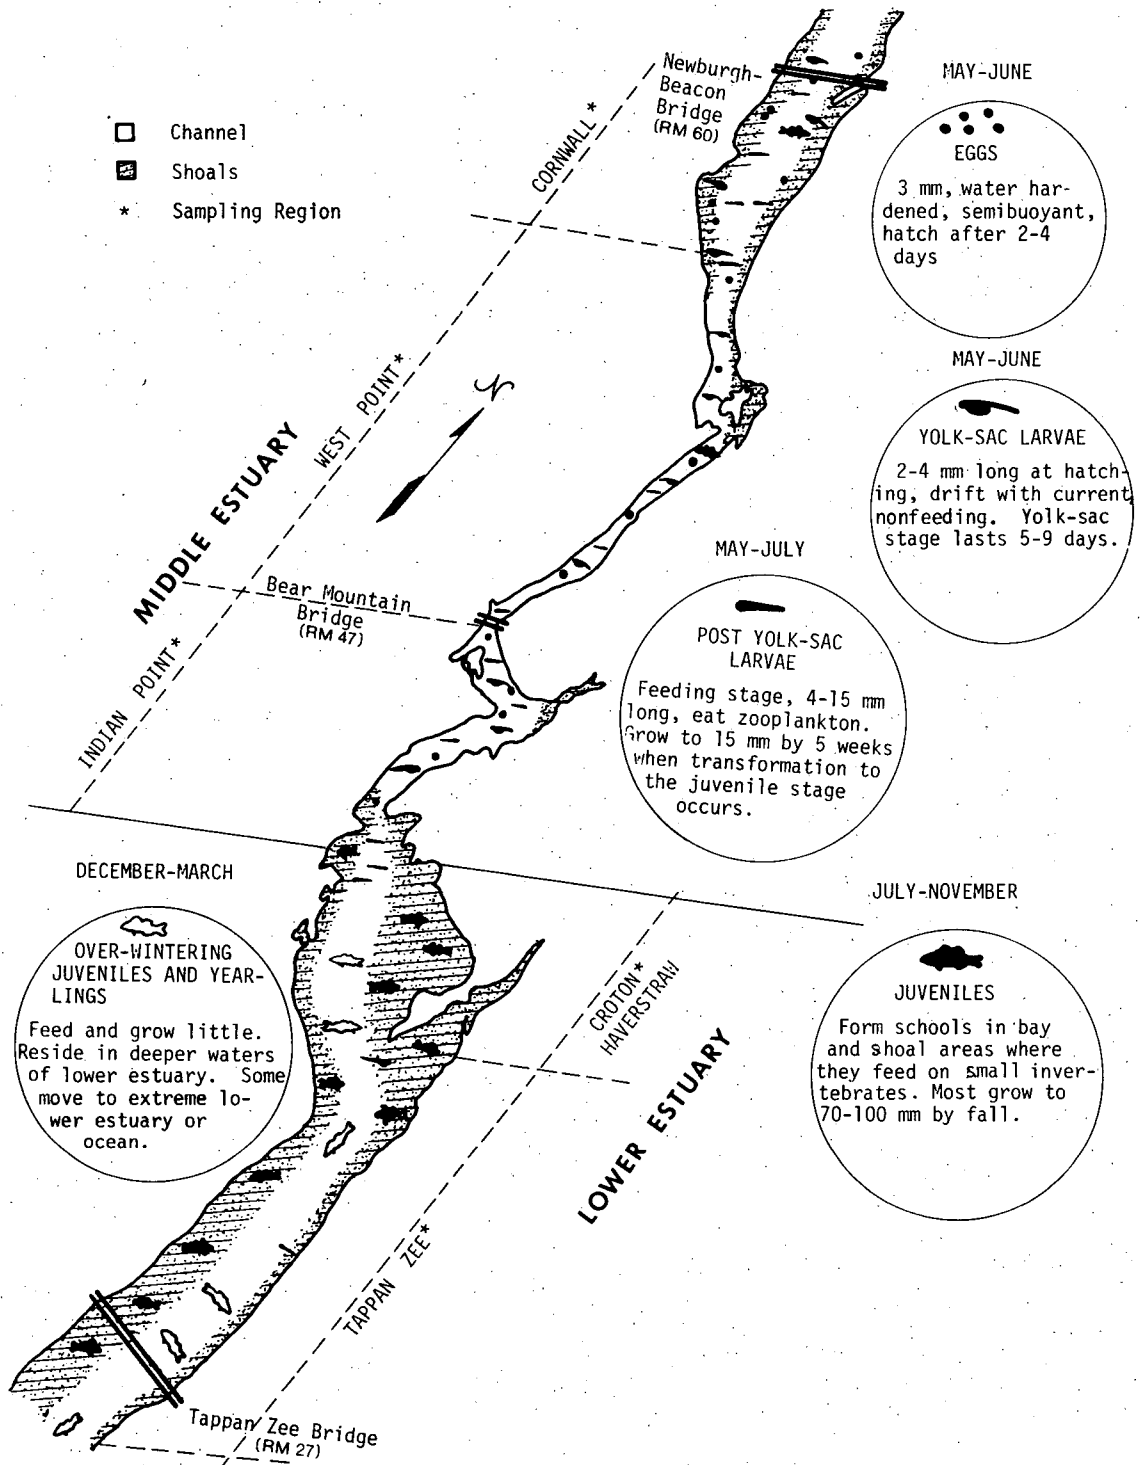 Newburgh-
Beacon
Bridge
(RM 60)
MAY-JUNE
Channel
Shoals
* Sampling Region
CORNWALL*
EGGS
3 mm, water har-
dened, semibuoyant,
hatch after 2-4
days
MAY-JUNE
YOLK-SAC LARVAE
2-4 mm long at hatch-
ing, drift with current,
nonfeeding. Yolk-sac
stage lasts 5-9 days.
N
WEST POINT*
MIDDLE ESTUARY
Bear Mountain
Bridge
(RM 47)
INDIAN POINT*
MAY-JULY
POST YOLK-SAC
LARVAE
Feeding stage, 4-15 mm
long, eat zooplankton.
Grow to 15 mm by 5 weeks
when transformation to
the juvenile stage
occurs.
DECEMBER-MARCH
OVER-WINTERING
JUVENILES AND YEAR-
LINGS
Feed and grow little.
Reside in deeper waters
of lower estuary. Some
move to extreme lo-
wer estuary or
ocean.
JULY-NOVEMBER
JUVENILES
Form schools in bay
and shoal areas where
they feed on small inver-
tebrates. Most grow to
70-100 mm by fall.
CROTON*
HAVERSTRAW
LOWER ESTUARY
TAPPAN ZEE*
Tappan Zee Bridge
(RM 27)